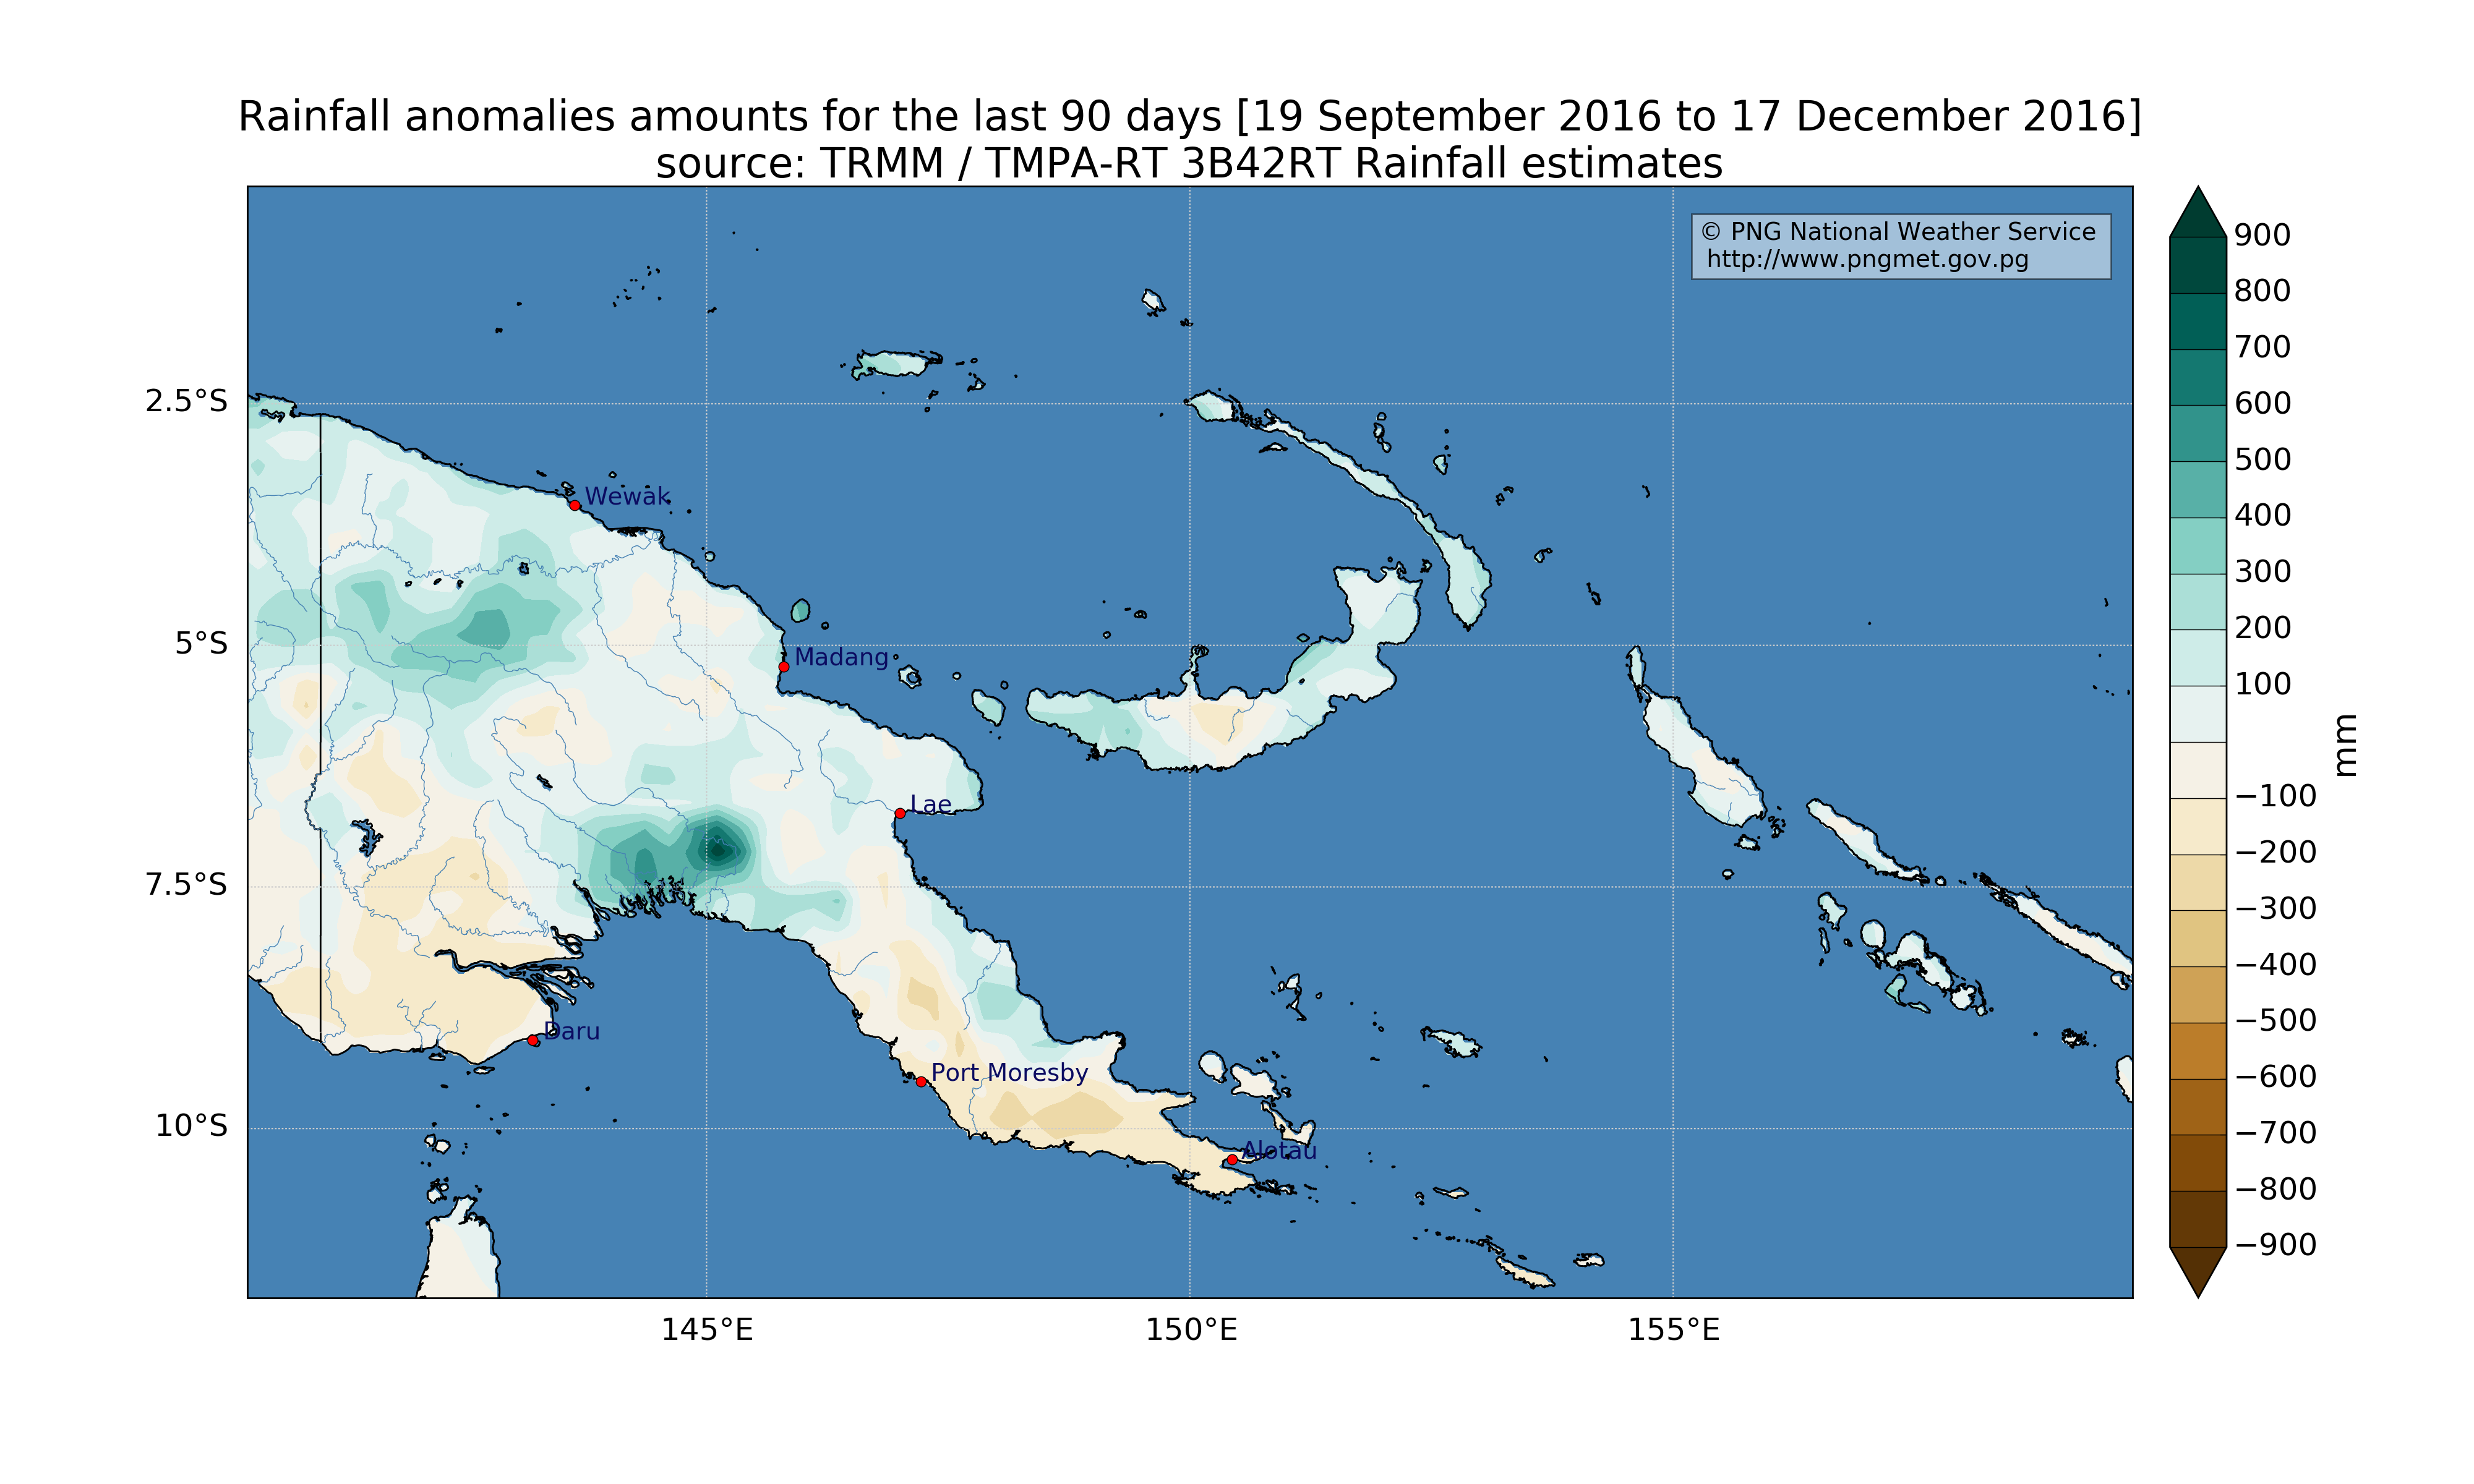 Rainfall anomalies amounts for the last 90 days [19 September 2016 to 17 December 2016]
source: TRMM / TMPA-RT 3B42RT Rainfall estimates
© PNG National Weather Service
http://www.pngmet.gov.pg
2.5°S
5°S
7.5°S
10°S
Wewak
Madang
Lae
Daru
Port Moresby
Alotau
145°E
150°E
155°E
900
800
700
600
500
400
300
200
100
−100
−200
−300
−400
−500
−600
−700
−800
−900
mm